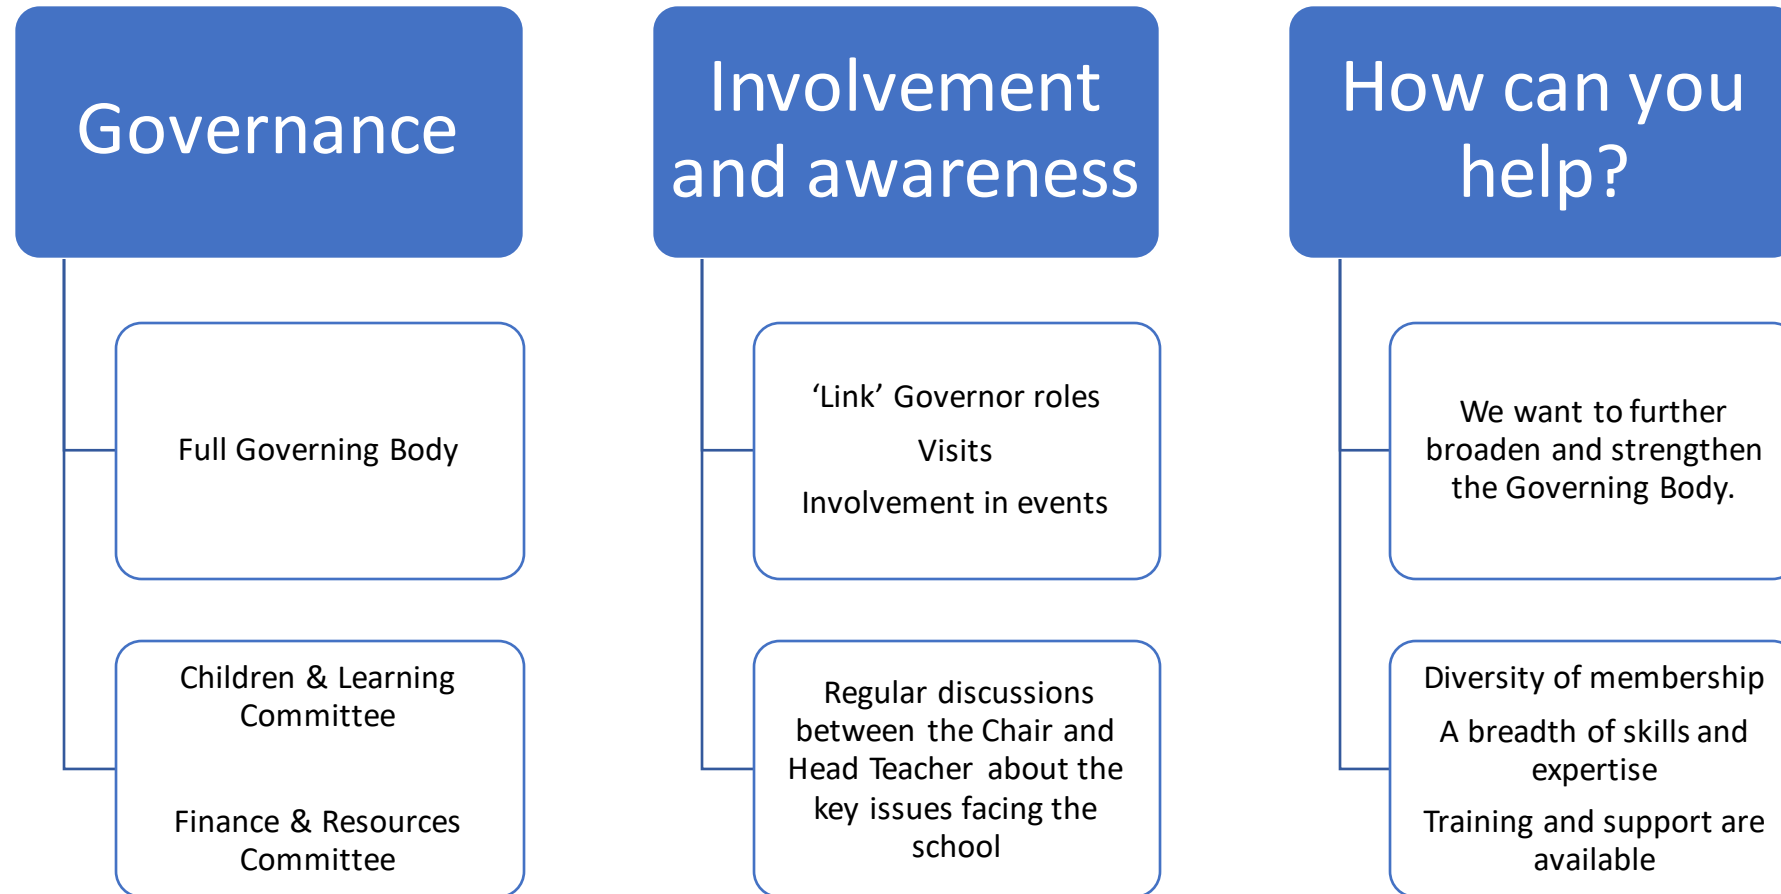 Governance
Full Governing Body
Children & Learning
Committee
Finance & Resources
Committee
Involvement
and awareness
‘Link’ Governor roles
Visits
Involvement in events
Regular discussions
between the Chair and
Head Teacher about the
key issues facing the
school
How can you
help?
We want to further
broaden and strengthen
the Governing Body.
Diversity of membership
A breadth of skills and
expertise
Training and support are
available